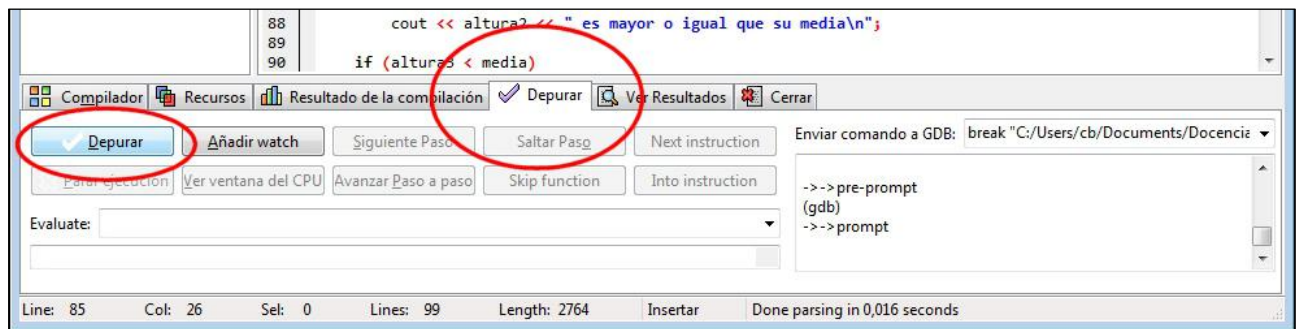 88 cout << altura2 << " es mayor o igual que su media\n";
89
90 if (altura3 < media)
Compilador Recursos Resultado de la compilación Depurar Ver Resultados Cerrar
Depurar Añadir watch Siguiente Paso Saltar Paso Next instruction Enviar comando a GDB: break "C:/Users/cb/Documents/Docencia
Parar ejecución Ver ventana del CPU Avanzar Paso a paso Skip function Into instruction
->->pre-prompt
(gdb)
->->prompt
Evaluate:
Line: 85 Col: 26 Sel: 0 Lines: 99 Length: 2764 Insertar Done parsing in 0,016 seconds